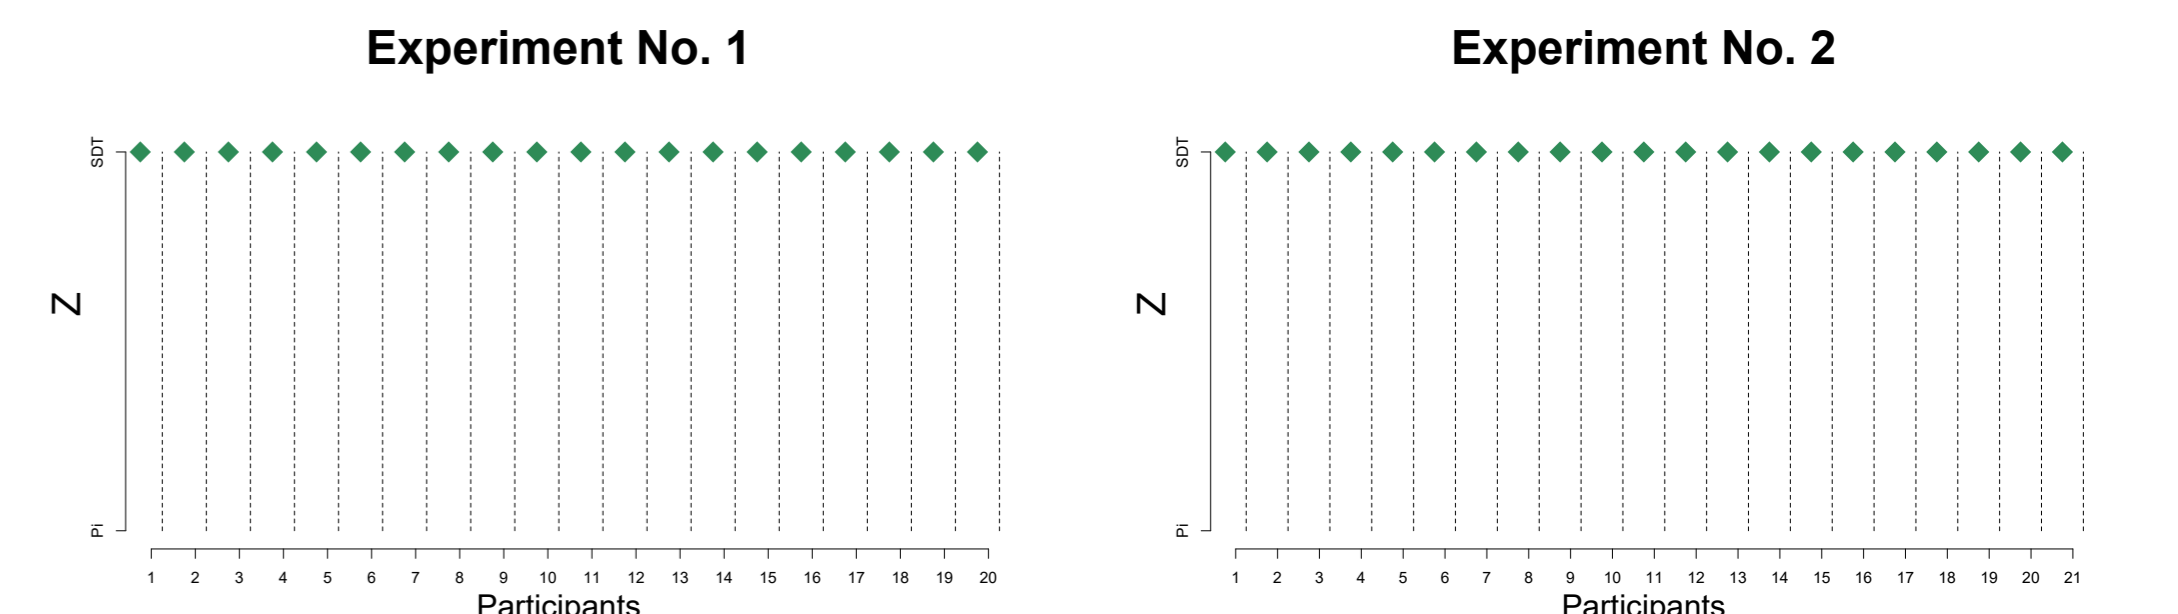 Experiment No. 1
SDT
Z
Pi
1 2 3 4 5 6 7 8 9 10 11 12 13 14 15 16 17 18 19 20
Participants
Experiment No. 2
SDT
Z
Pi
1 2 3 4 5 6 7 8 9 10 11 12 13 14 15 16 17 18 19 20 21
Participants